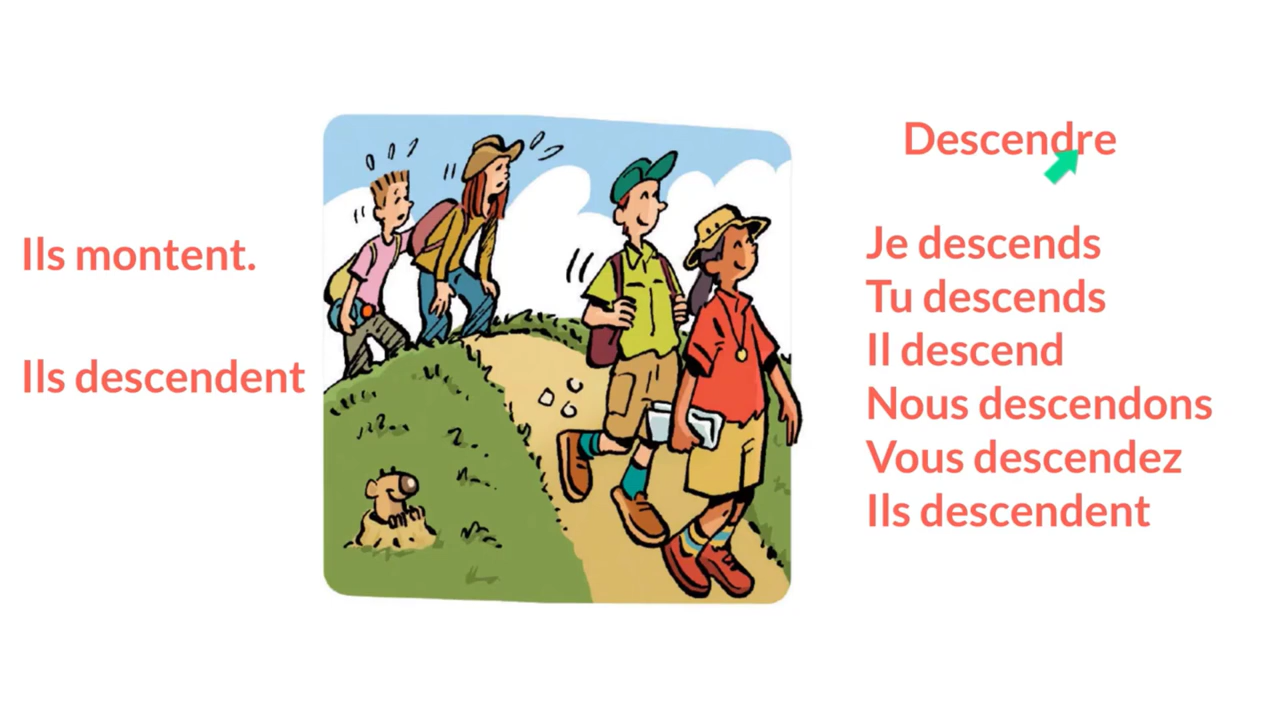 Ils montent.
Ils descendent
Descendre
Je descends
Tu descends
Il descend
Nous descendons
Vous descendez
Ils descendent